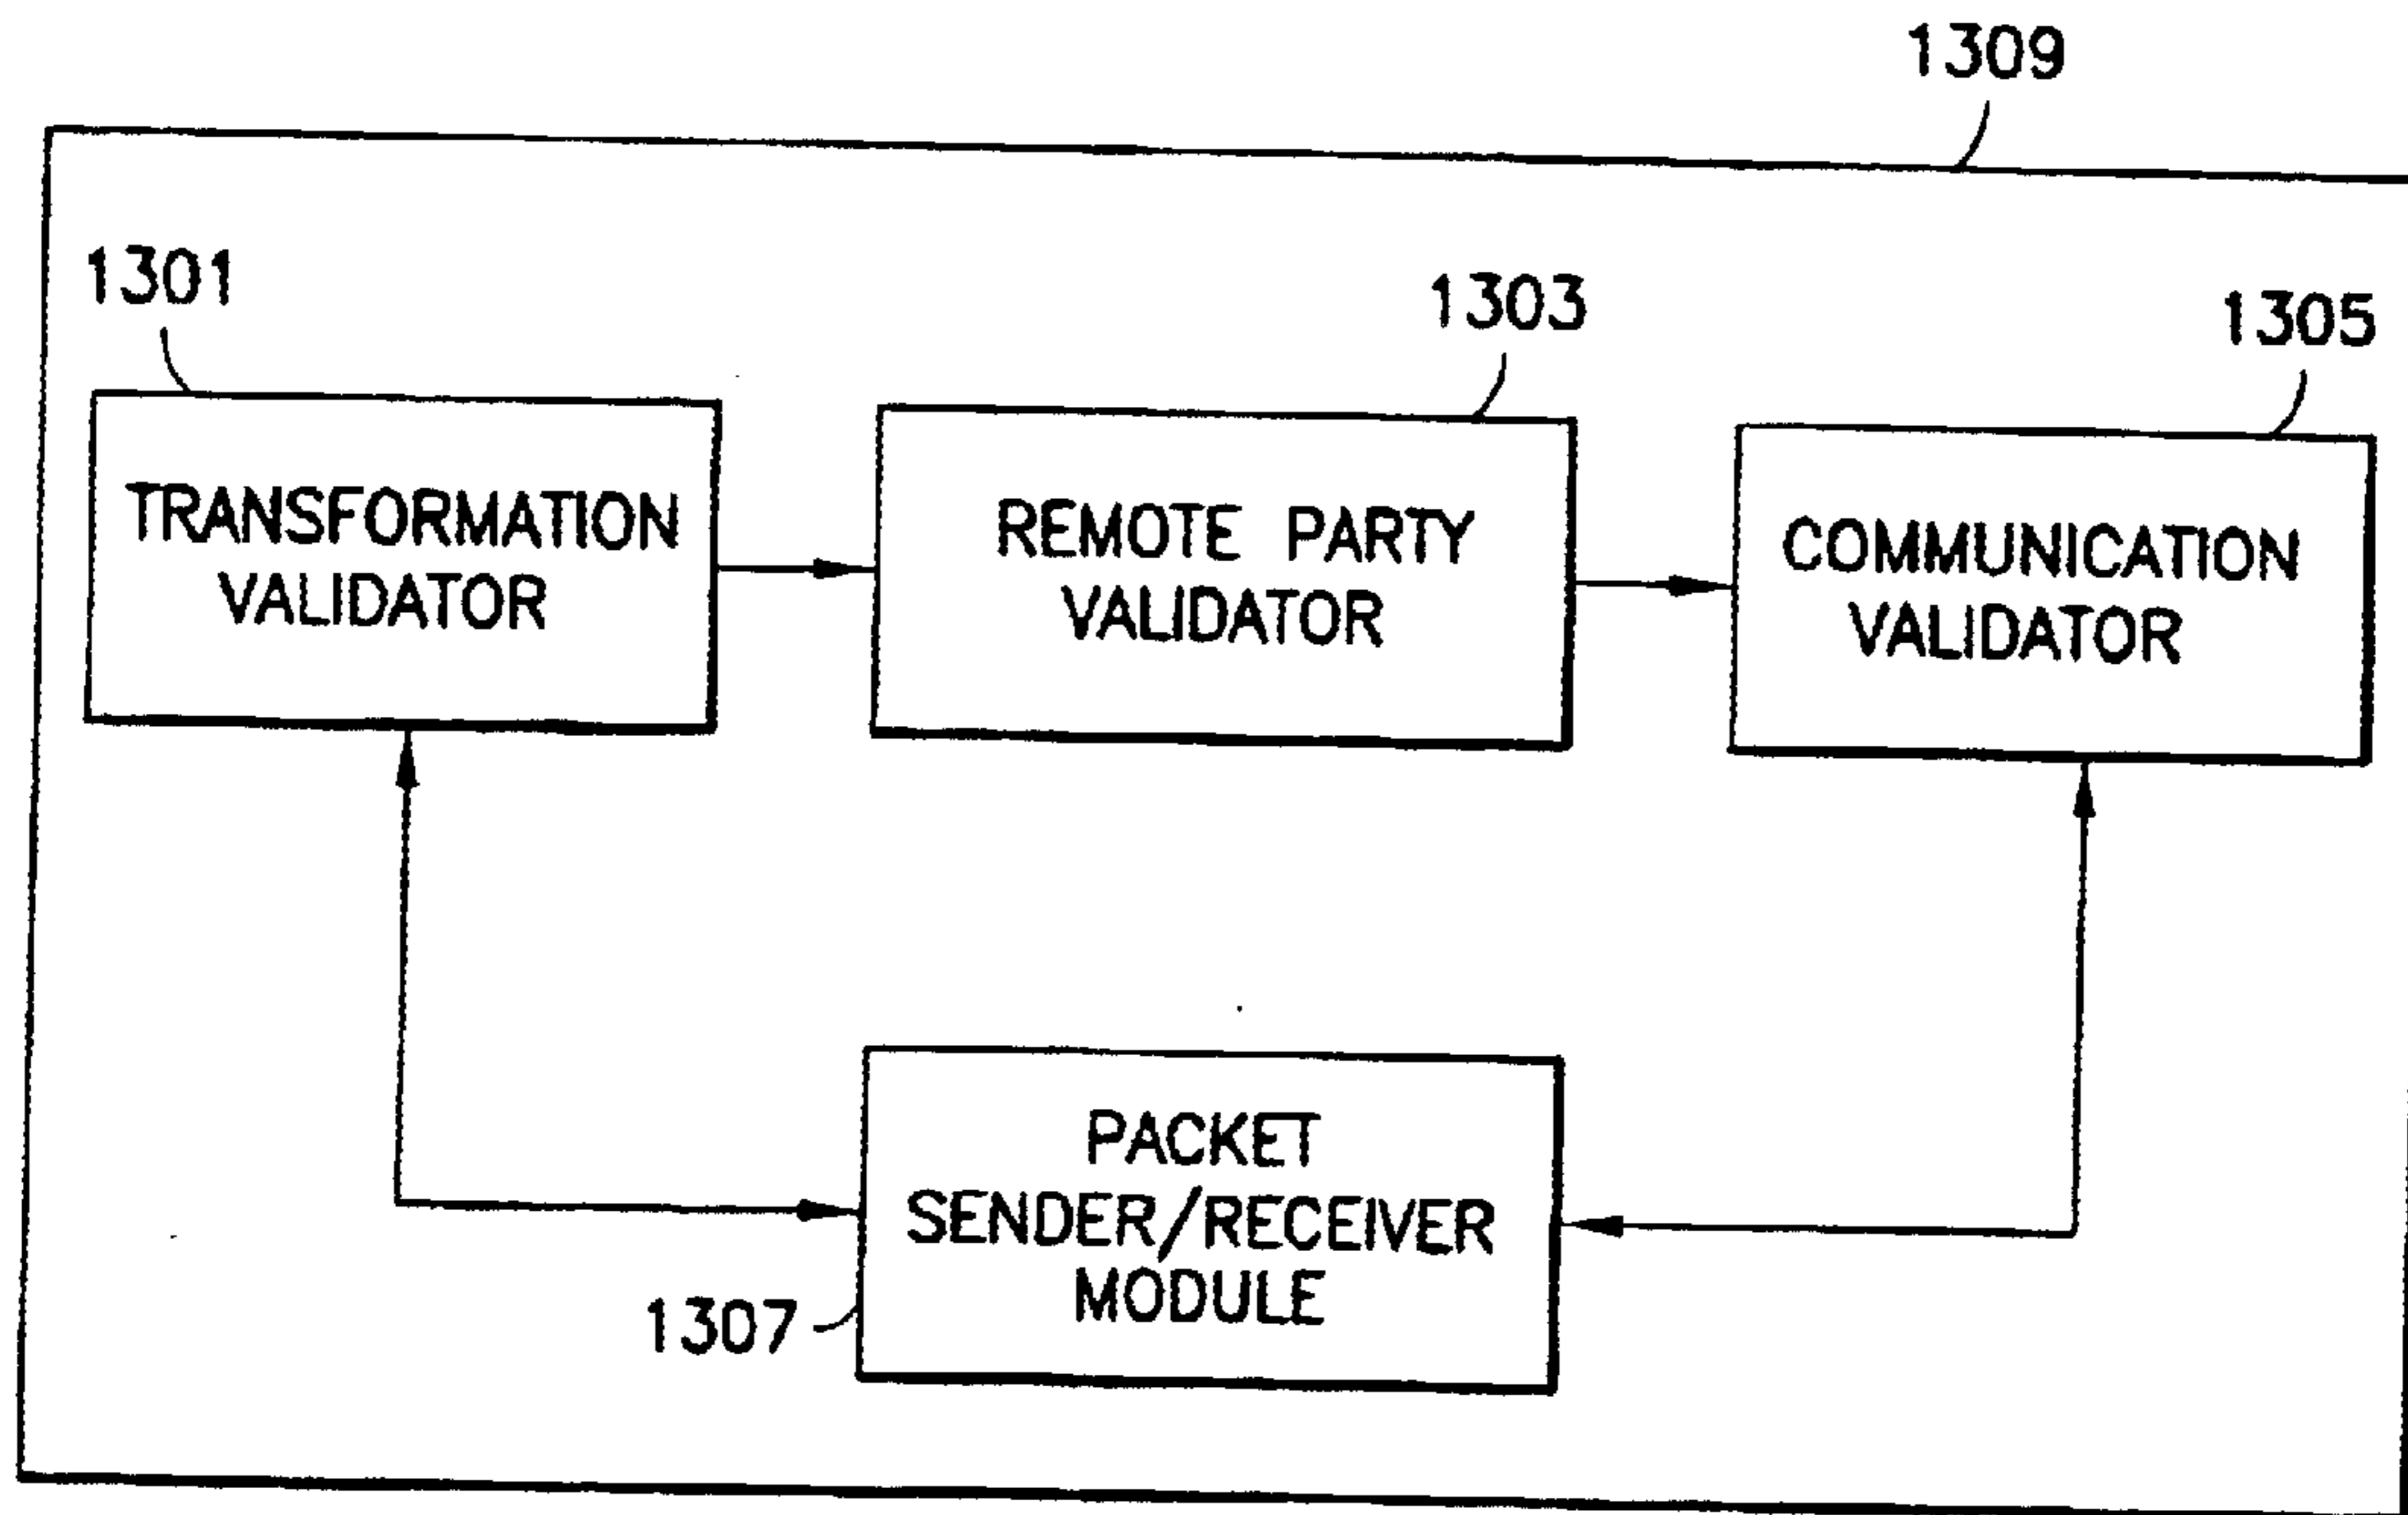 1309
1301
1303
1305
TRANSFORMATION
VALIDATOR
REMOTE PARTY
VALIDATOR
COMMUNICATION
VALIDATOR
PACKET
SENDER/RECEIVER
MODULE
1307